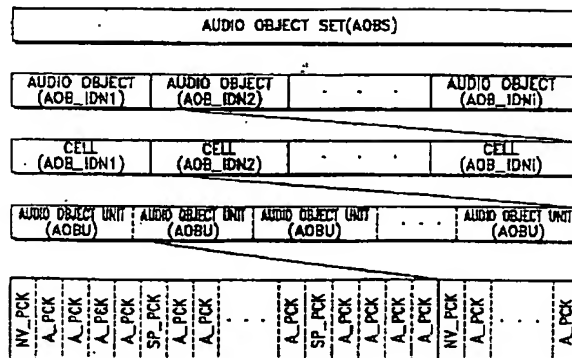 AUDIO OBJECT SET(AOBS)
AUDIO OBJECT (AOB_IDN1) AUDIO OBJECT (AOB_IDN2) . . . AUDIO OBJECT (AOB_IDNi)
CELL (AOB_IDN1) CELL (AOB_IDN2) . . . CELL (AOB_IDNi)
AUDIO OBJECT UNIT (AOBU) AUDIO OBJECT UNIT (AOBU) AUDIO OBJECT UNIT (AOBU) . . . AUDIO OBJECT UNIT (AOBU)
NV_PCK A_PCK A_PCK A_PCK A_PCK SP_PCK A_PCK A_PCK . . . A_PCK SP_PCK A_PCK A_PCK A_PCK A_PCK NV_PCK A_PCK . . . A_PCK